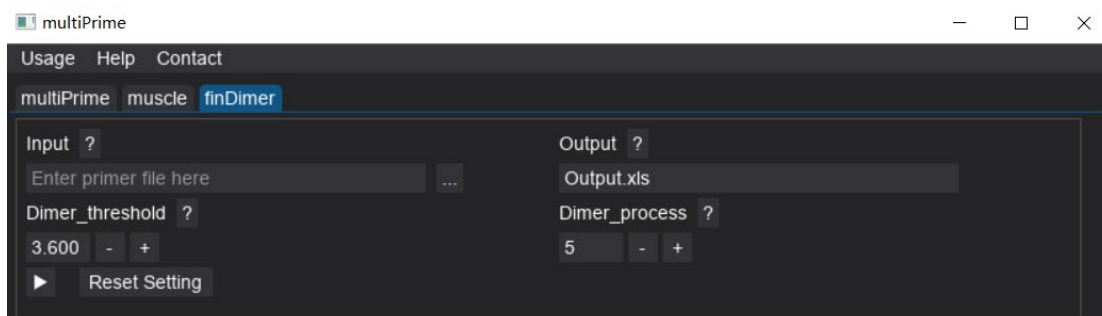 multiPrime
Usage Help Contact
multiPrime muscle finDimer
Input ? Output ?
Enter primer file here ... Output.xls
Dimer_threshold ? Dimer_process ?
3.600 - + 5 - +
Reset Setting